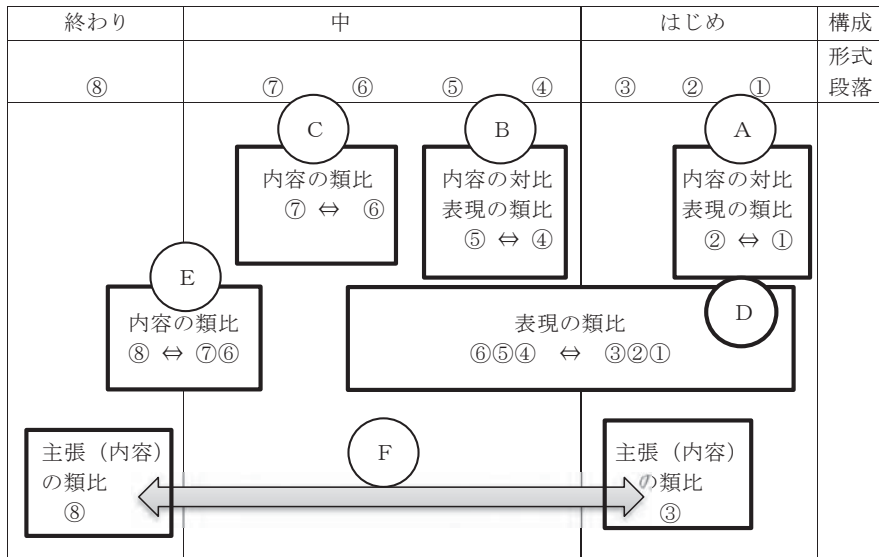 終わり 中 はじめ 構成
⑧ ⑦ ⑥ ⑤ ④ ③ ② ① 形式
段落
C
内容の類比
⑦ ⇔ ⑥
B
内容の対比
表現の類比
⑤ ⇔ ④
A
内容の対比
表現の類比
② ⇔ ①
E
内容の類比
⑧ ⇔ ⑦⑥
D
表現の類比
⑥⑤④ ⇔ ③②①
主張（内容）
の類比
⑧
F
主張（内容）
の類比
③